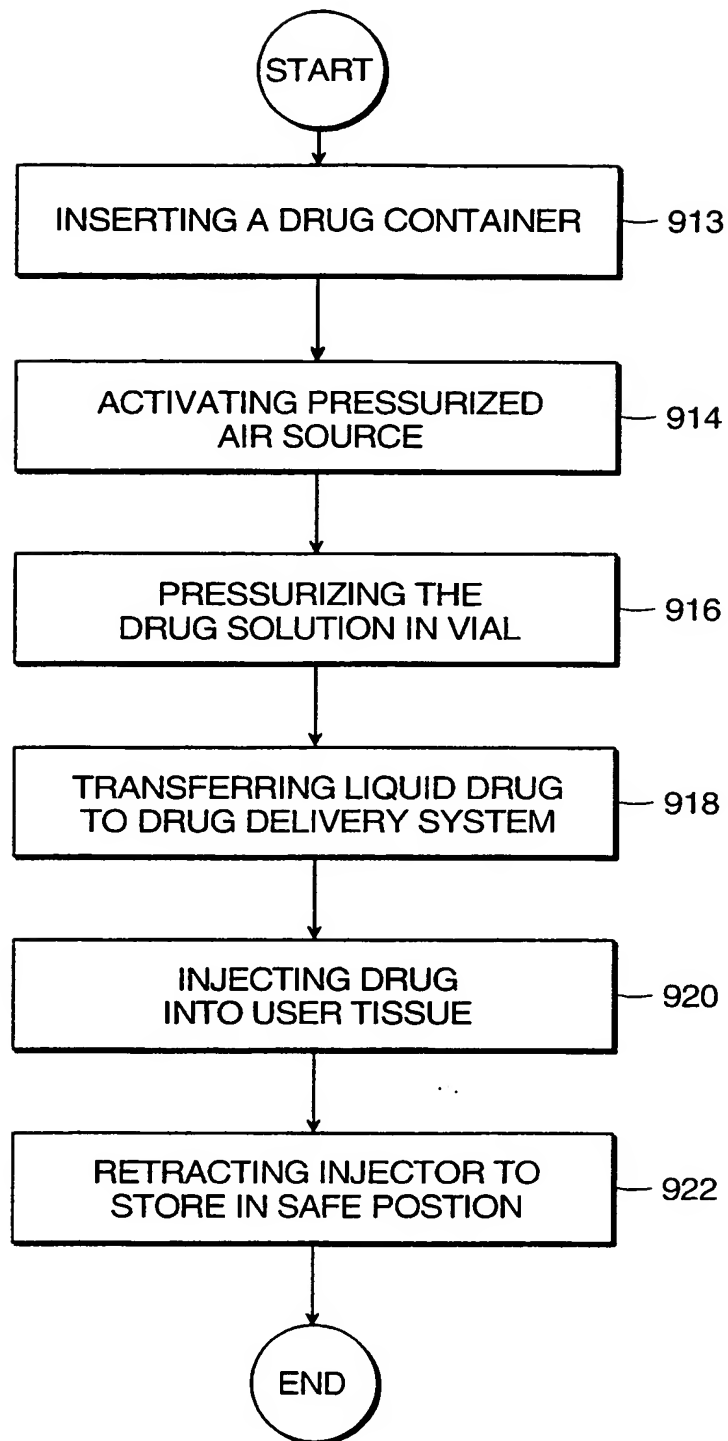 START
INSERTING A DRUG CONTAINER
913
ACTIVATING PRESSURIZED
AIR SOURCE
914
PRESSURIZING THE
DRUG SOLUTION IN VIAL
916
TRANSFERRING LIQUID DRUG
TO DRUG DELIVERY SYSTEM
918
INJECTING DRUG
INTO USER TISSUE
920
RETRACTING INJECTOR TO
STORE IN SAFE POSTION
922
END